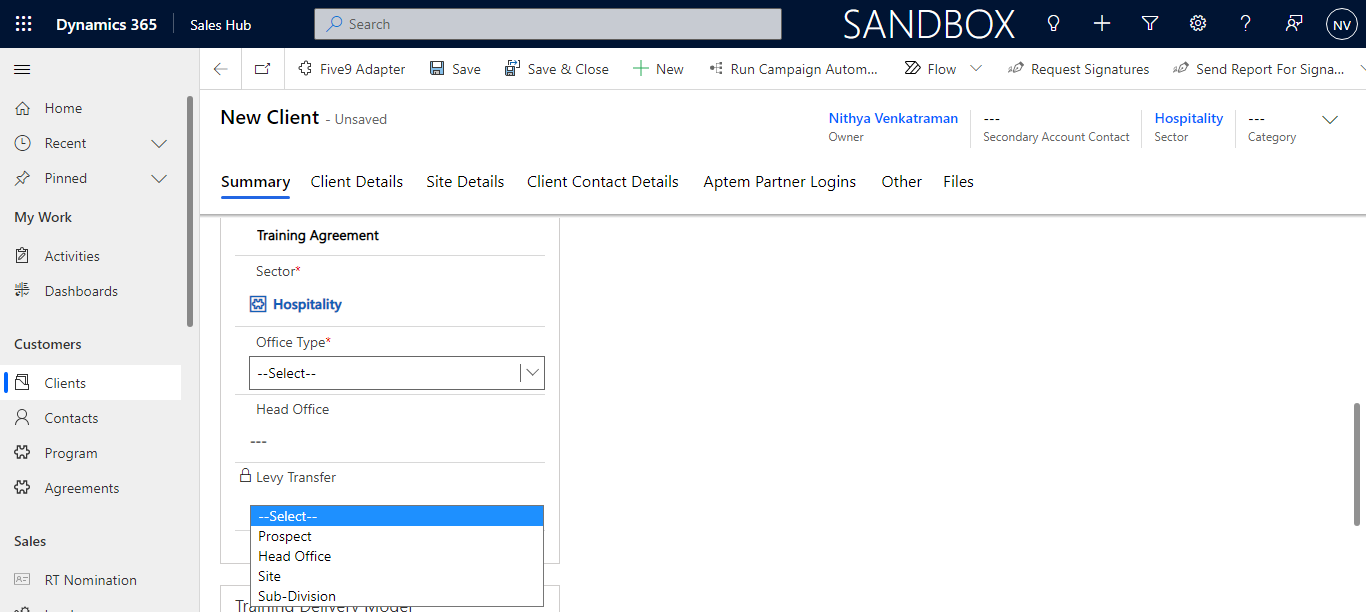 Dynamics 365 Sales Hub Search SANDBOX ? NV
Five9 Adapter Save Save & Close New Run Campaign Autom... Flow Request Signatures Send Report For Signa...
Home
Recent
Pinned
My Work
Activities
Dashboards
Customers
Clients
Contacts
Program
Agreements
Sales
RT Nomination
New Client - Unsaved
Nithya Venkatraman
Owner
---
Secondary Account Contact
Hospitality
Sector
---
Category
Summary Client Details Site Details Client Contact Details Aptem Partner Logins Other Files
Training Agreement
Sector*
Hospitality
Office Type*
--Select--
Head Office
---
Levy Transfer
--Select--
Prospect
Head Office
Site
Sub-Division
Training Delivery Model